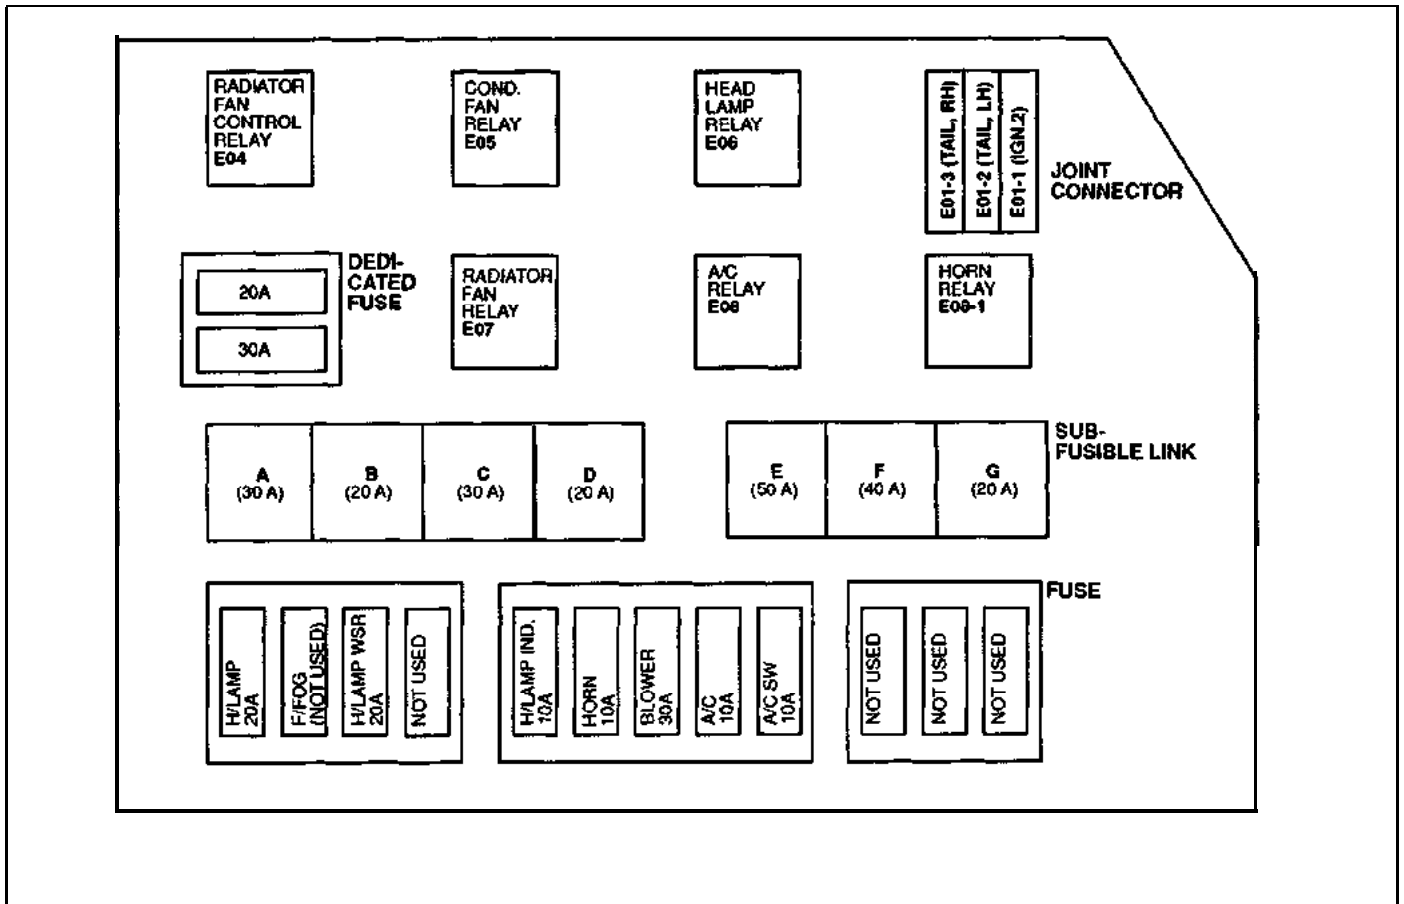 RADIATOR
FAN
CONTROL
RELAY
E04
COND.
FAN
RELAY
E05
HEAD
LAMP
RELAY
E06
E01-3 (TAIL, RH)
E01-2 (TAIL, LH)
E01-1 (IGN.2)
JOINT
CONNECTOR
20A
30A
DEDI-
CATED
FUSE
RADIATOR
FAN
RELAY
E07
A/C
RELAY
E08
HORN
RELAY
E08-1
A
(30 A)
B
(20 A)
C
(30 A)
D
(20 A)
E
(50 A)
F
(40 A)
G
(20 A)
SUB-
FUSIBLE LINK
H/LAMP
20A
F/FOG
(NOT USED)
H/LAMP WSR
20A
NOT USED
H/LAMP IND.
10A
HORN
10A
BLOWER
30A
A/C
10A
A/C SW
10A
NOT USED
NOT USED
NOT USED
FUSE